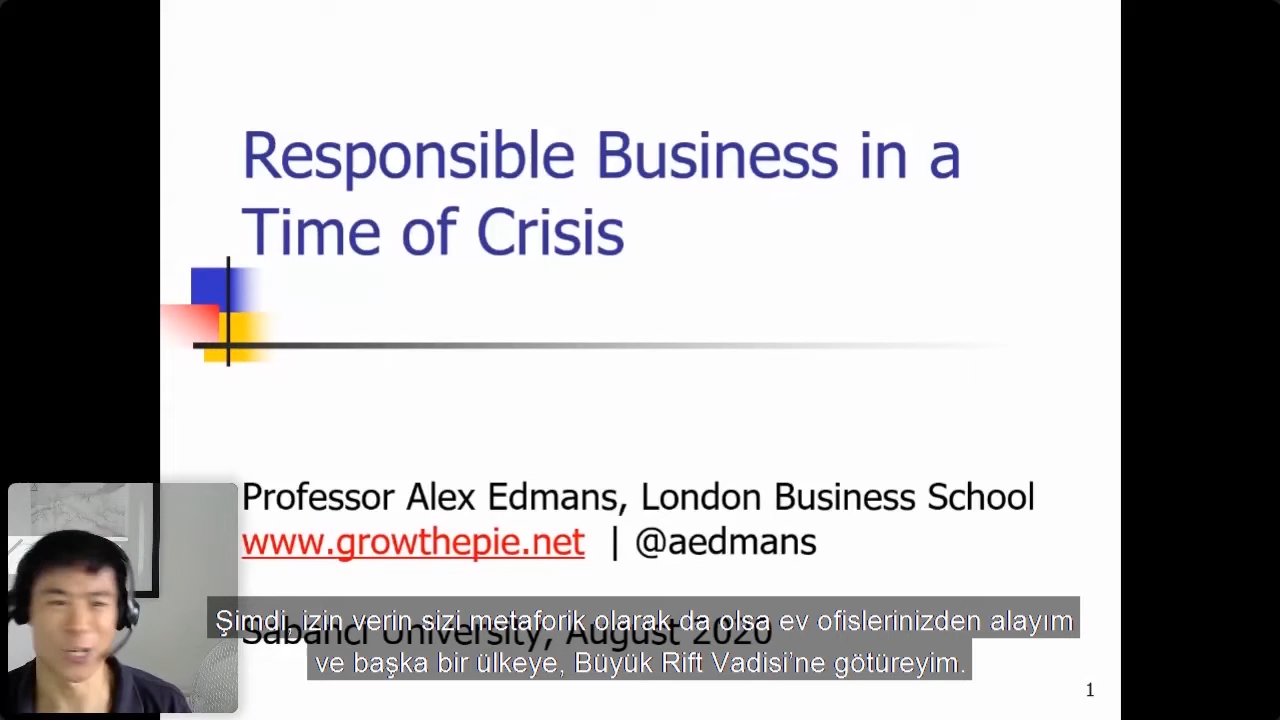 Responsible Business in a
Time of Crisis
Professor Alex Edmans, London Business School
www.growthepie.net | @aedmans
Sabancı University, August 2020
Şimdi, izin verin sizi metaforik olarak da olsa ev ofislerinizden alayım
ve başka bir ülkeye, Büyük Rift Vadisi’ne götüreyim.
1